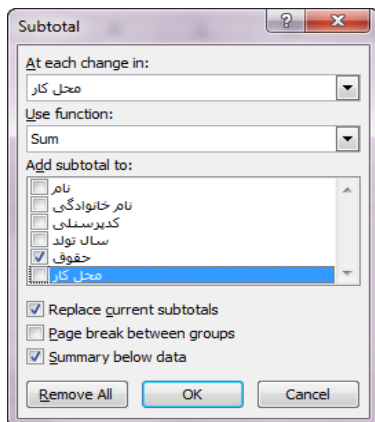 Subtotal
At each change in:
محل کار
Use function:
Sum
Add subtotal to:
نام
نام خانوادگی
کدپرسنلی
سال تولد
حقوق
محل کار
Replace current subtotals
Page break between groups
Summary below data
Remove All
OK
Cancel